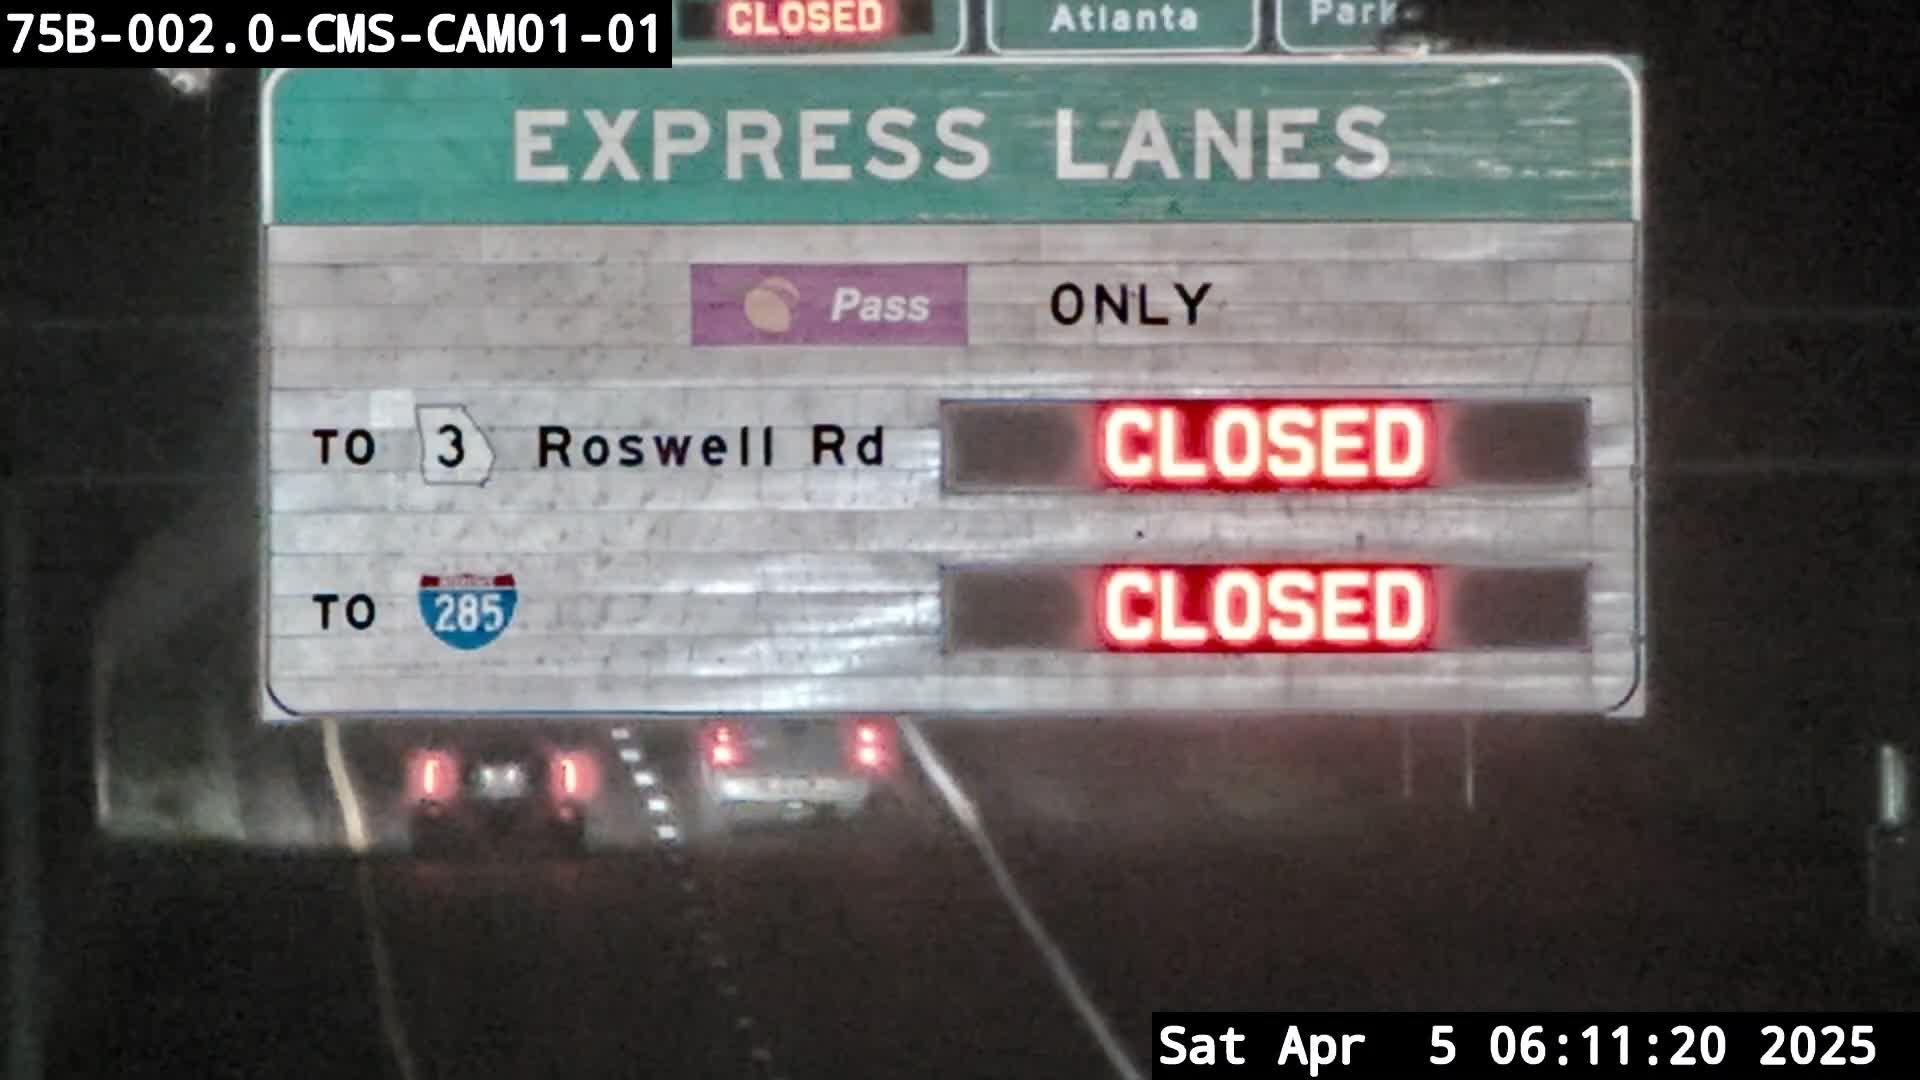 75B-002.0-CMS-CAM01-01
CLOSED
Atlanta
Park
EXPRESS LANES
Pass ONLY
TO 3 Roswell Rd CLOSED
TO 285 CLOSED
Sat Apr 5 06:11:20 2025